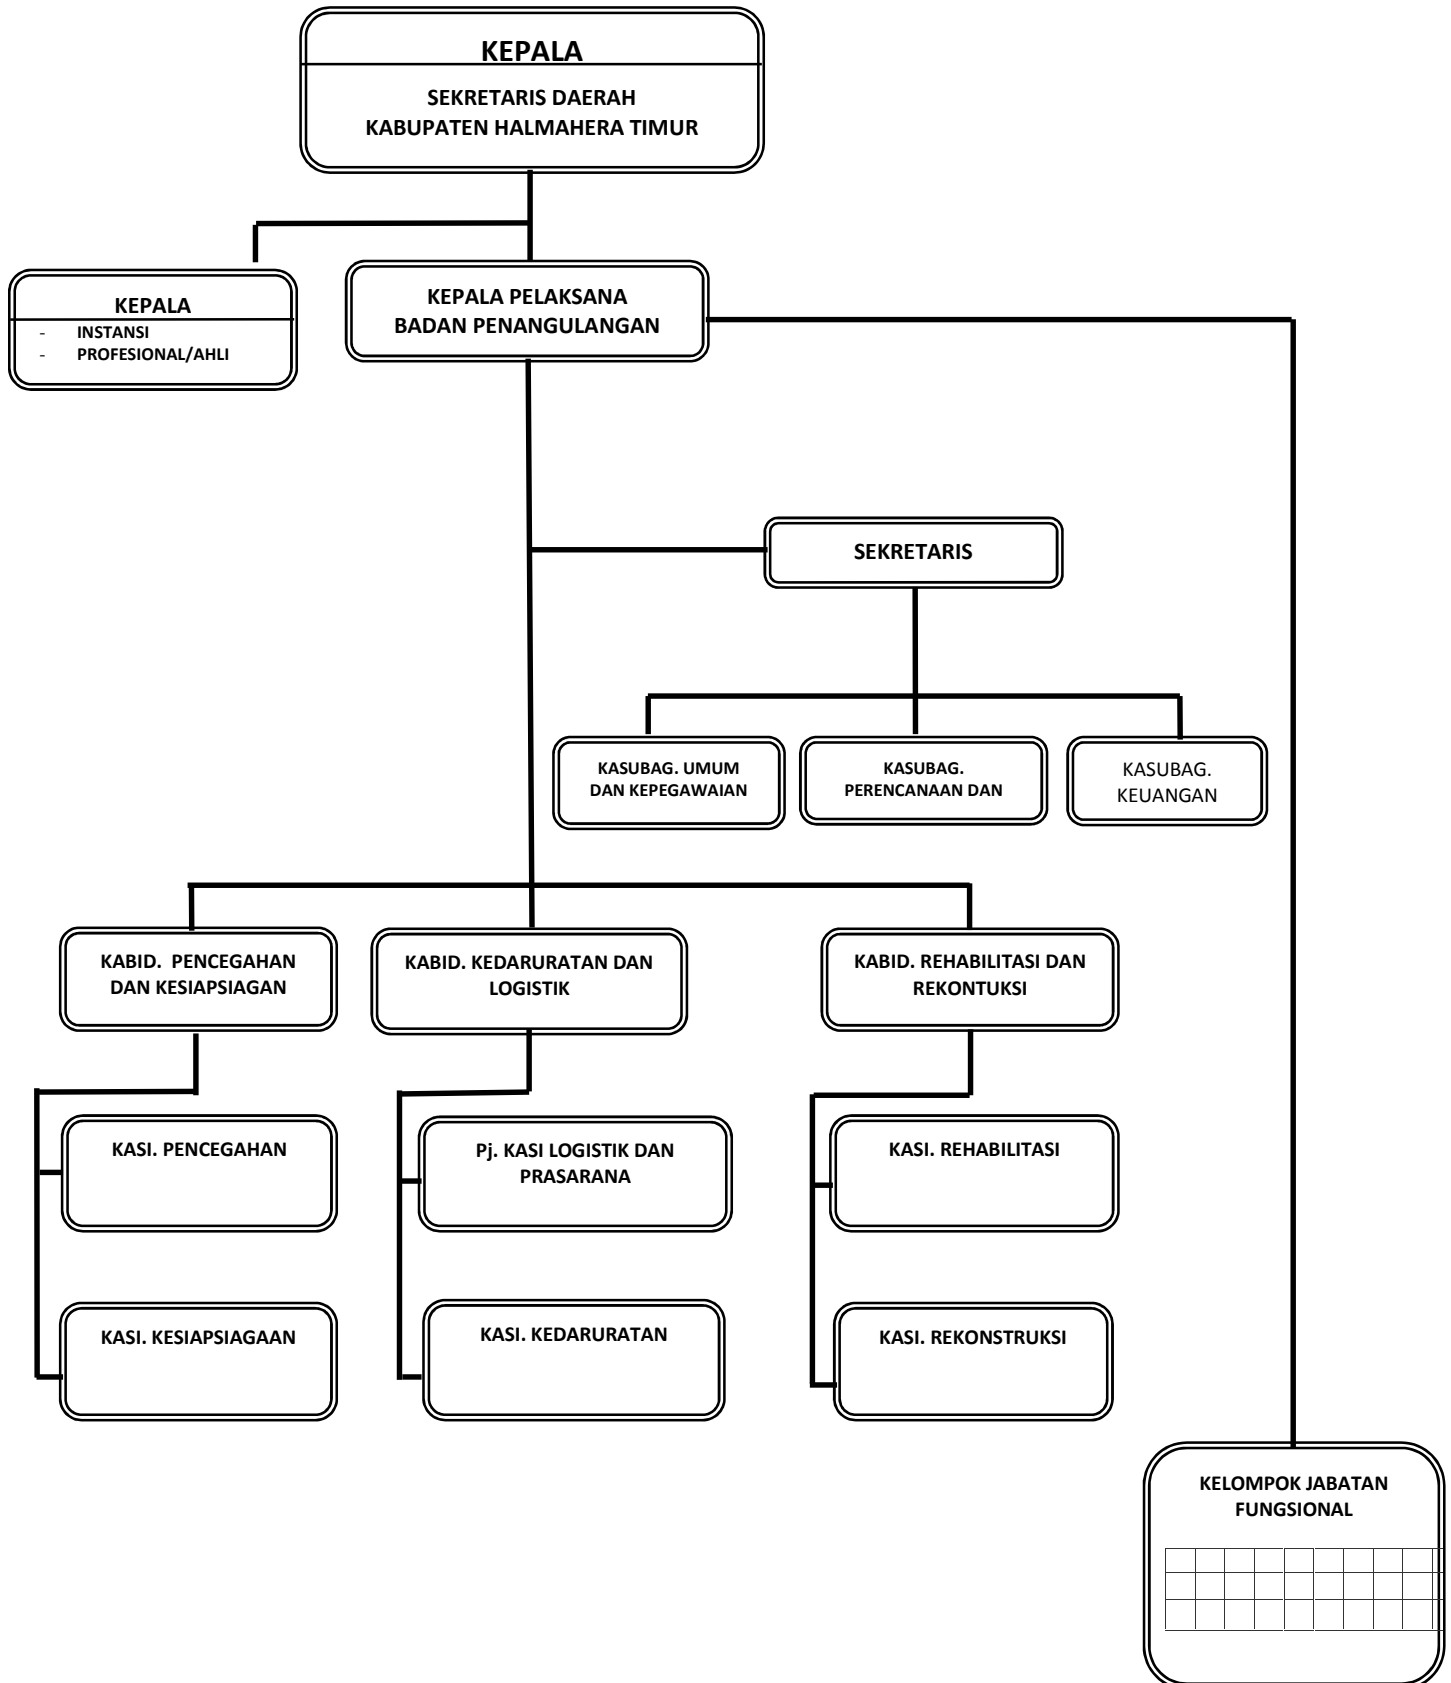 KEPALA
SEKRETARIS DAERAH
KABUPATEN HALMAHERA TIMUR
KEPALA
- INSTANSI
- PROFESIONAL/AHLI
KEPALA PELAKSANA
BADAN PENANGULANGAN
SEKRETARIS
KASUBAG. UMUM
DAN KEPEGAWAIAN
KASUBAG.
PERENCANAAN DAN
KASUBAG.
KEUANGAN
KABID. PENCEGAHAN
DAN KESIAPSIAGAN
KABID. KEDARURATAN DAN
LOGISTIK
KABID. REHABILITASI DAN
REKONTUKSI
KASI. PENCEGAHAN
Pj. KASI LOGISTIK DAN
PRASARANA
KASI. REHABILITASI
KASI. KESIAPSIAGAAN
KASI. KEDARURATAN
KASI. REKONSTRUKSI
KELOMPOK JABATAN
FUNGSIONAL